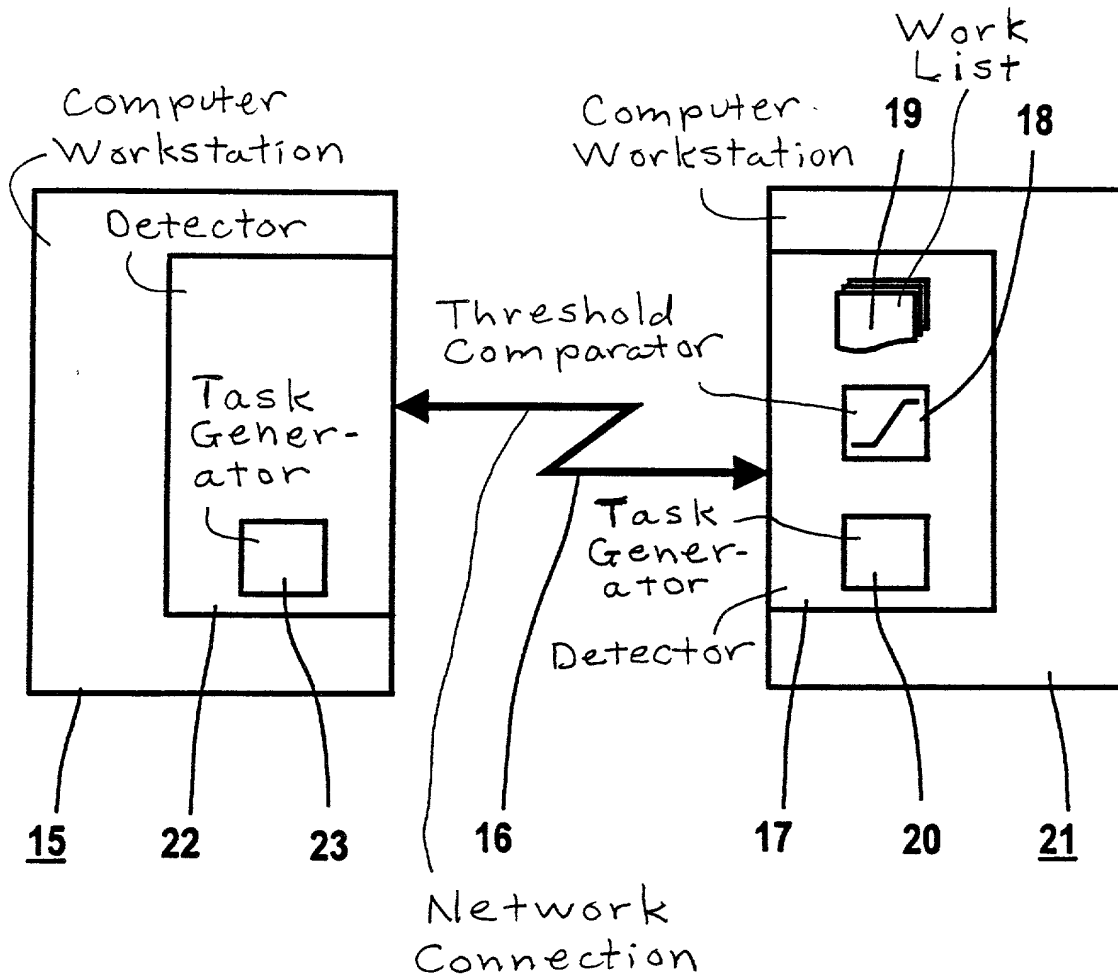 Work
List
Computer
Workstation
Computer
Workstation
19
18
Detector
Threshold
Comparator
Task
Gener-
ator
Task
Gener-
ator
Detector
15
22
23
16
17
20
21
Network
Connection